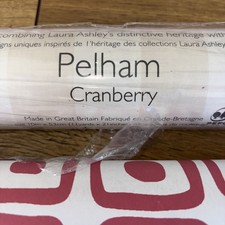 combining Laura Ashley's distinctive heritage with
gns uniques inspirés de l'héritage des collections Laura Ashley
Pelham
Cranberry
Made in Great Britain Fabriqué en Grande-Bretagne